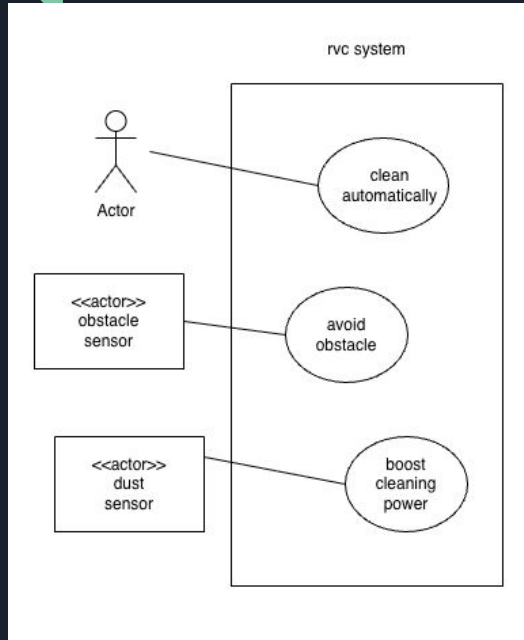 rvc system
clean
automatically
Actor
<<actor>>
obstacle
sensor
avoid
obstacle
<<actor>>
dust
sensor
boost
cleaning
power